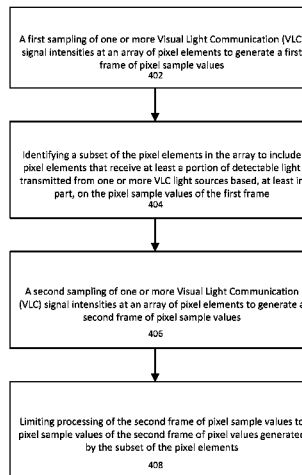 A first sampling of one or more Visual Light Communication (VLC)
signal intensities at an array of pixel elements to generate a first
frame of pixel sample values
402
Identifying a subset of the pixel elements in the array to include
pixel elements that receive at least a portion of detectable light
transmitted from one or more VLC light sources based, at least in
part, on the pixel sample values of the first frame
404
A second sampling of one or more Visual Light Communication
(VLC) signal intensities at an array of pixel elements to generate a
second frame of pixel sample values
406
Limiting processing of the second frame of pixel sample values to
pixel sample values of the second frame of pixel values generated
by the subset of the pixel elements
408